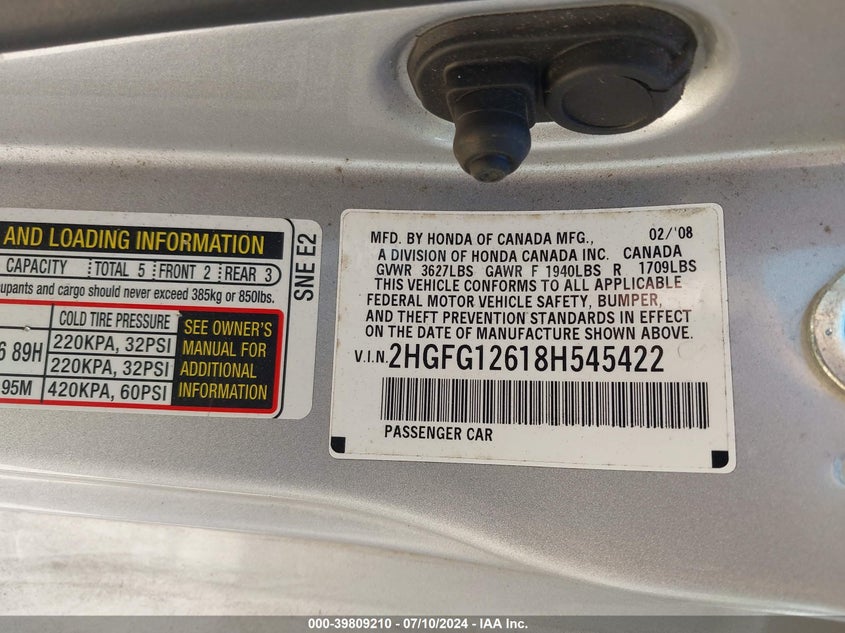 AND LOADING INFORMATION
CAPACITY TOTAL 5 FRONT 2 REAR 3
upants and cargo should never exceed 385kg or 850lbs.
COLD TIRE PRESSURE
6 89H 220KPA, 32PSI
220KPA, 32PSI
95M 420KPA, 60PSI
SEE OWNER'S
MANUAL FOR
ADDITIONAL
INFORMATION
SNE E2
MFD. BY HONDA OF CANADA MFG., 02/'08
A DIVISION OF HONDA CANADA INC. CANADA
GVWR 3627LBS GAWR F 1940LBS R 1709LBS
THIS VEHICLE CONFORMS TO ALL APPLICABLE
FEDERAL MOTOR VEHICLE SAFETY, BUMPER,
AND THEFT PREVENTION STANDARDS IN EFFECT
ON THE DATE OF MANUFACTURE SHOWN ABOVE.
V.I.N. 2HGFG12618H545422
PASSENGER CAR
000-39809210 - 07/10/2024 - IAA Inc.